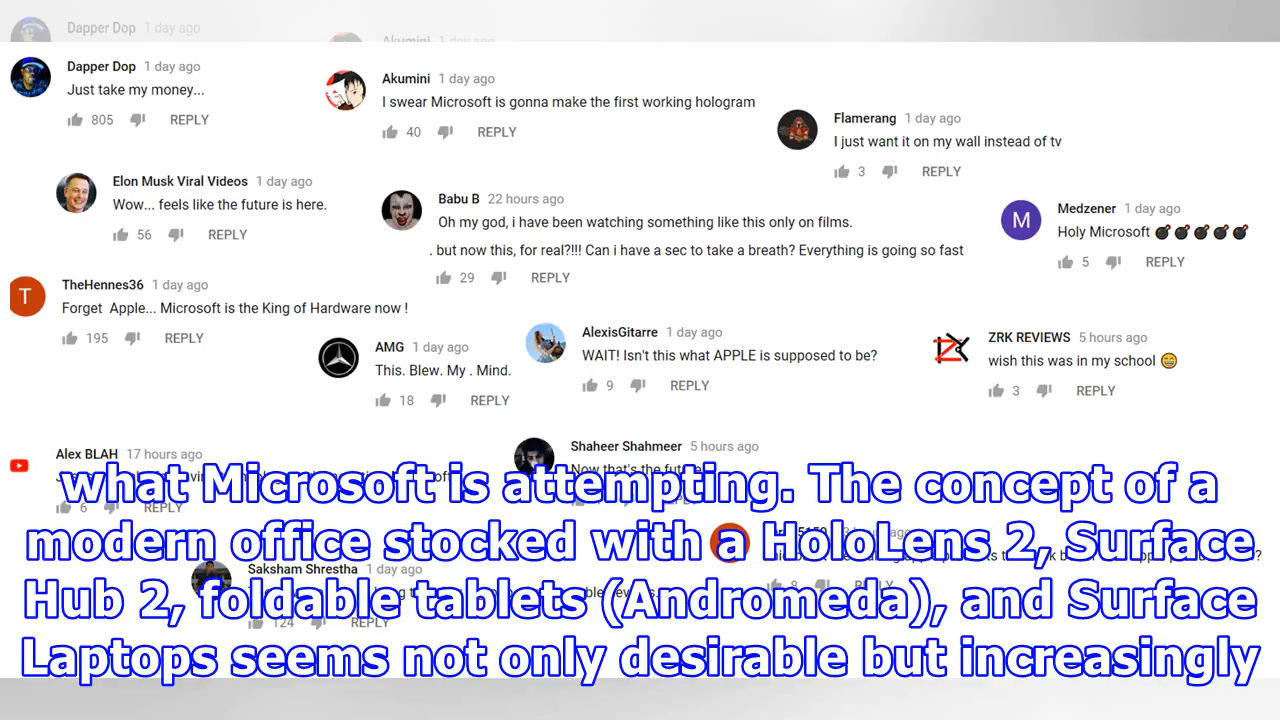 Dapper Dop 1 day ago
Akumini 1 day ago
Dapper Dop 1 day ago
Just take my money...
805 REPLY
Akumini 1 day ago
I swear Microsoft is gonna make the first working hologram
40 REPLY
Flamerang 1 day ago
I just want it on my wall instead of tv
3 REPLY
Elon Musk Viral Videos 1 day ago
Wow... feels like the future is here.
56 REPLY
Babu B 22 hours ago
Oh my god, i have been watching something like this only on films.
. but now this, for real?!!! Can i have a sec to take a breath? Everything is going so fast
29 REPLY
M
Medzener 1 day ago
Holy Microsoft 💣💣💣💣💣
5 REPLY
T
TheHennes36 1 day ago
Forget Apple... Microsoft is the King of Hardware now !
195 REPLY
AMG 1 day ago
This. Blew. My . Mind.
18 REPLY
AlexisGitarre 1 day ago
WAIT! Isn't this what APPLE is supposed to be?
9 REPLY
ZRK REVIEWS 5 hours ago
wish this was in my school 😁
3 REPLY
Alex BLAH 17 hours ago
6 REPLY
Shaheer Shahmeer 5 hours ago
Now that's the
Saksham Shrestha 1 day ago
124 REPLY
8
what Microsoft is attempting. The concept of a
modern office stocked with a HoloLens 2, Surface
Hub 2, foldable tablets (Andromeda), and Surface
Laptops seems not only desirable but increasingly